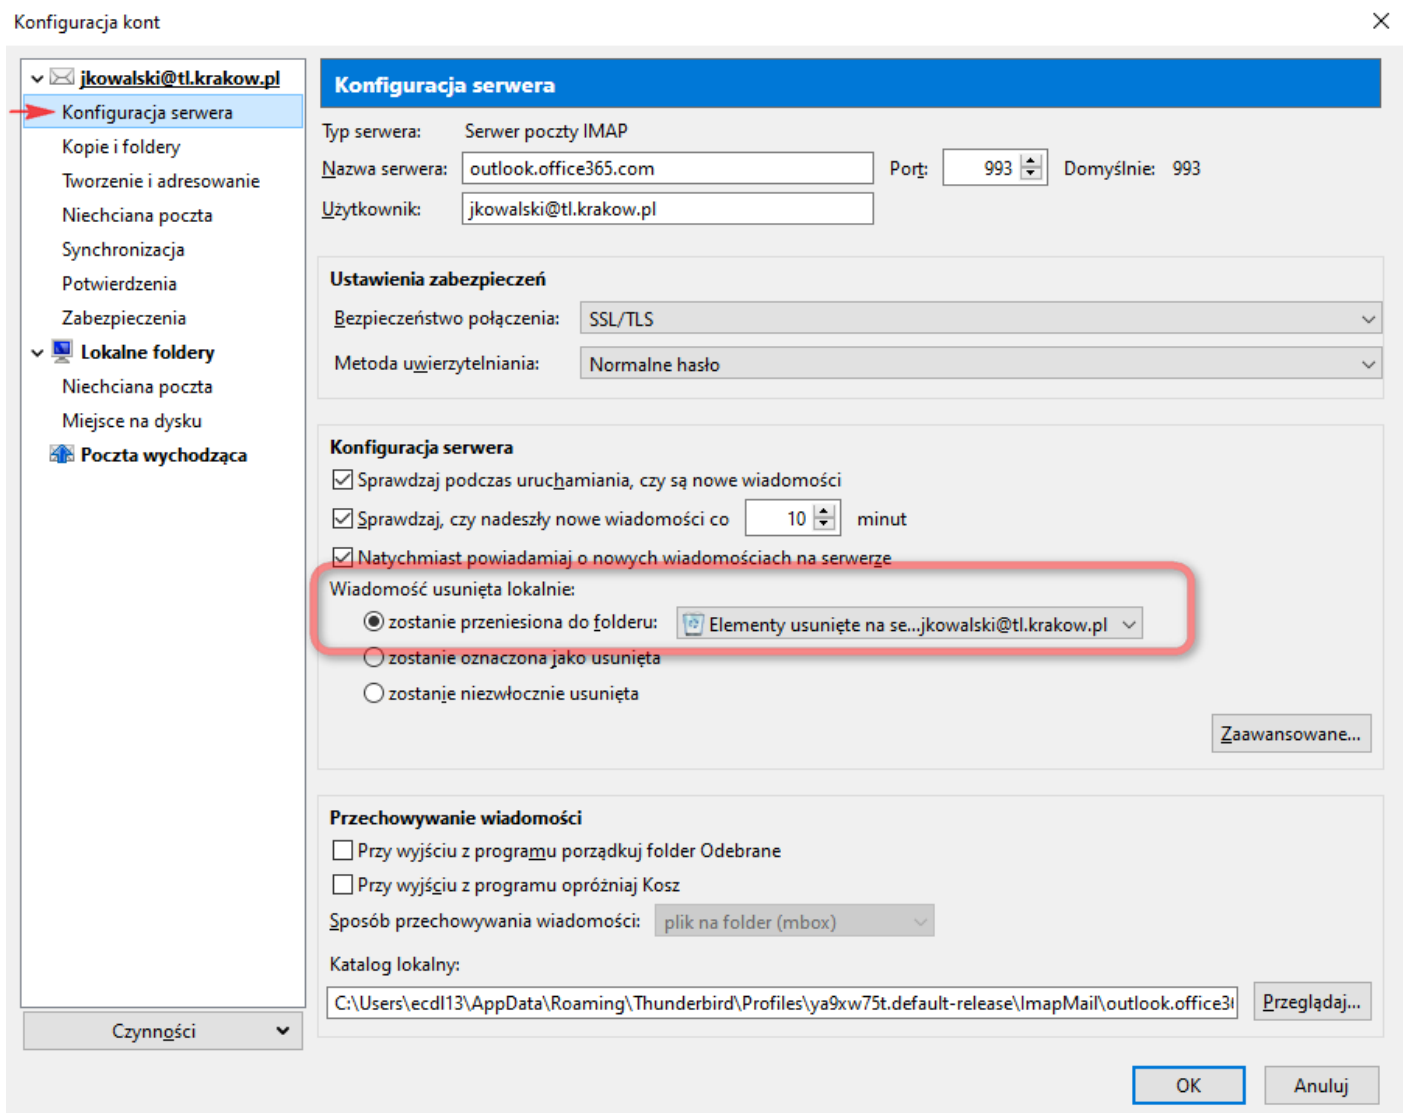 Konfiguracja kont
jkowalski@tl.krakow.pl
Konfiguracja serwera
Kopie i foldery
Tworzenie i adresowanie
Niechciana poczta
Synchronizacja
Potwierdzenia
Zabezpieczenia
Lokalne foldery
Niechciana poczta
Miejsce na dysku
Poczta wychodząca
Czynności
Konfiguracja serwera
Typ serwera: Serwer poczty IMAP
Nazwa serwera: outlook.office365.com Port: 993 Domyślnie: 993
Użytkownik: jkowalski@tl.krakow.pl
Ustawienia zabezpieczeń
Bezpieczeństwo połączenia: SSL/TLS
Metoda uwierzytelniania: Normalne hasło
Konfiguracja serwera
Sprawdzaj podczas uruchamiania, czy są nowe wiadomości
Sprawdzaj, czy nadeszły nowe wiadomości co 10 minut
Natychmiast powiadamiaj o nowych wiadomościach na serwerze
Wiadomość usunięta lokalnie:
zostanie przeniesiona do folderu: Elementy usunięte na se...jkowalski@tl.krakow.pl
zostanie oznaczona jako usunięta
zostanie niezwłocznie usunięta
Zaawansowane...
Przechowywanie wiadomości
Przy wyjściu z programu porządkuj folder Odebrane
Przy wyjściu z programu opróżniaj Kosz
Sposób przechowywania wiadomości: plik na folder (mbox)
Katalog lokalny:
C:\Users\ecdl13\AppData\Roaming\Thunderbird\Profiles\ya9xw75t.default-release\ImapMail\outlook.office3 Przeglądaj...
OK Anuluj